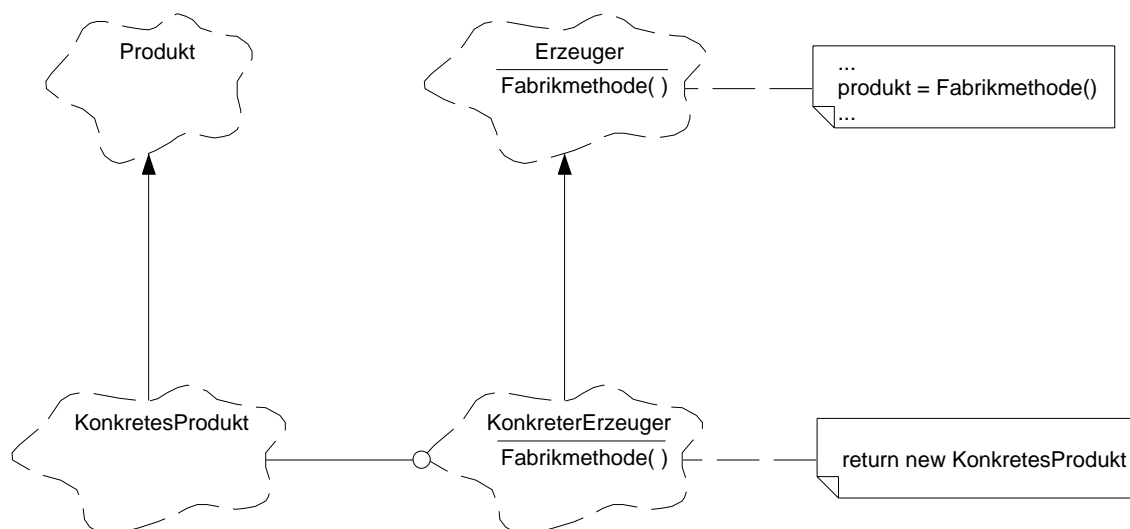 Produkt
Erzeuger
Fabrikmethode( )
...
produkt = Fabrikmethode()
...
KonkretesProdukt
KonkreterErzeuger
Fabrikmethode( )
return new KonkretesProdukt